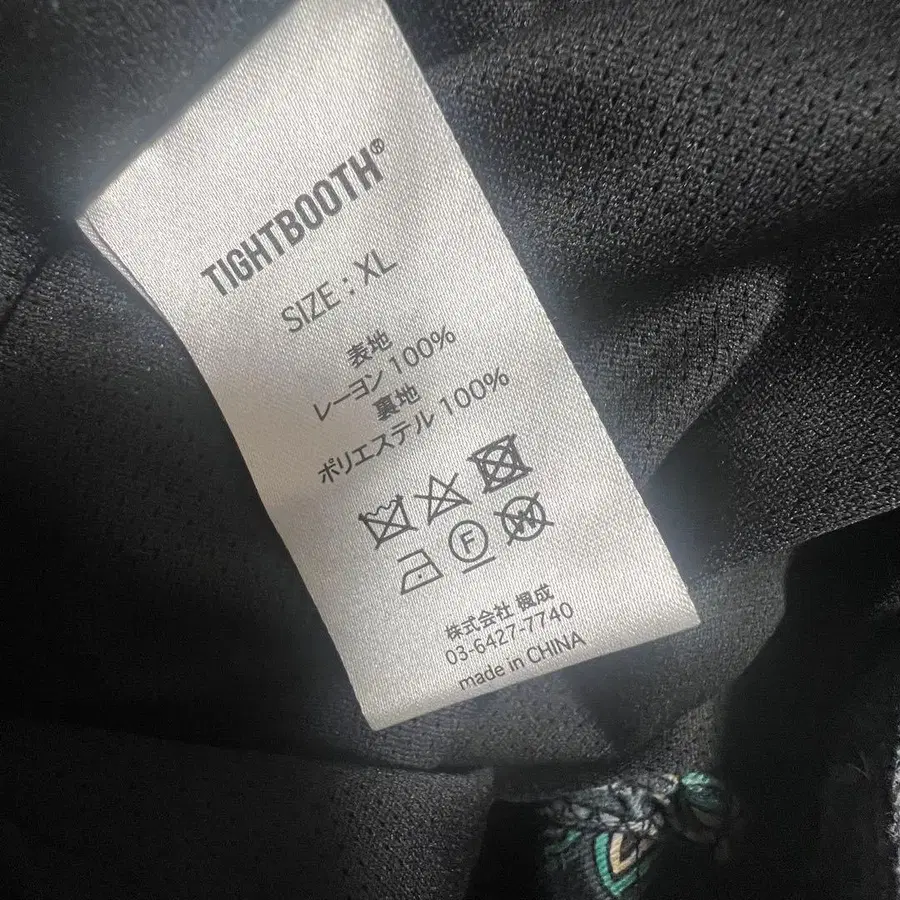 TIGHTBOOTH®
SIZE : XL
表地
レーヨン 100%
裏地
ポリエステル 100%
F W
株式会社 楓成
03-6427-7740
made in CHINA